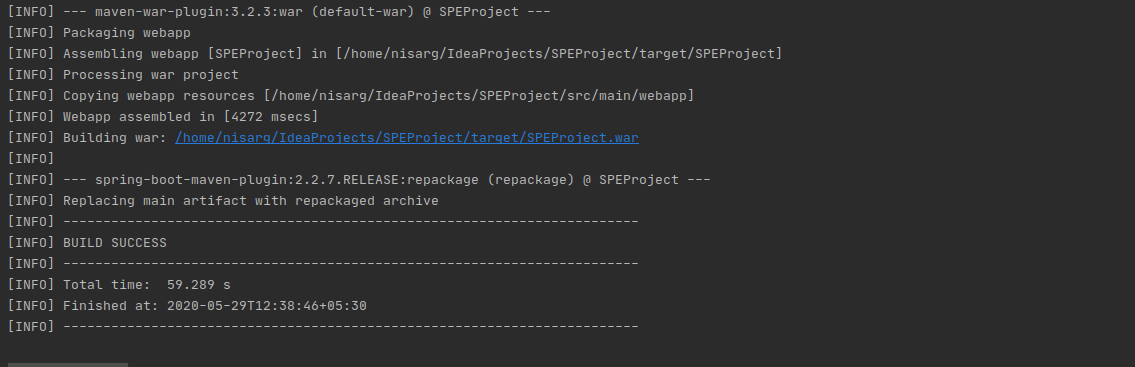 [INFO] --- maven-war-plugin:3.2.3:war (default-war) @ SPEProject ---
[INFO] Packaging webapp
[INFO] Assembling webapp [SPEProject] in [/home/nisarg/IdeaProjects/SPEProject/target/SPEProject]
[INFO] Processing war project
[INFO] Copying webapp resources [/home/nisarg/IdeaProjects/SPEProject/src/main/webapp]
[INFO] Webapp assembled in [4272 msecs]
[INFO] Building war: /home/nisarg/IdeaProjects/SPEProject/target/SPEProject.war
[INFO]
[INFO] --- spring-boot-maven-plugin:2.2.7.RELEASE:repackage (repackage) @ SPEProject ---
[INFO] Replacing main artifact with repackaged archive
[INFO] ------------------------------------------------------------------------
[INFO] BUILD SUCCESS
[INFO] ------------------------------------------------------------------------
[INFO] Total time:  59.289 s
[INFO] Finished at: 2020-05-29T12:38:46+05:30
[INFO] ------------------------------------------------------------------------